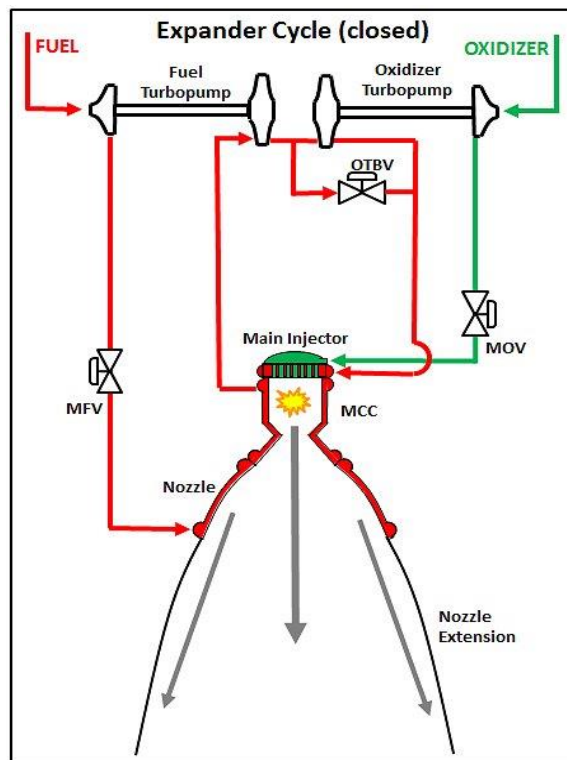 Expander Cycle (closed)
FUEL
OXIDIZER
Fuel
Turbopump
Oxidizer
Turbopump
OTBV
Main Injector
MOV
MFV
MCC
Nozzle
Nozzle
Extension